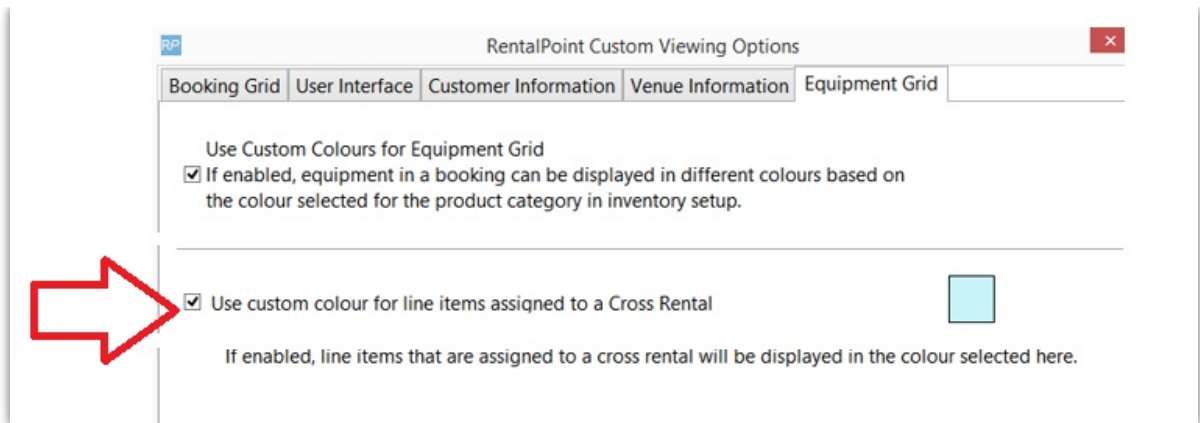 RP RentalPoint Custom Viewing Options ×
Booking Grid User Interface Customer Information Venue Information Equipment Grid
Use Custom Colours for Equipment Grid
If enabled, equipment in a booking can be displayed in different colours based on
the colour selected for the product category in inventory setup.
Use custom colour for line items assigned to a Cross Rental
If enabled, line items that are assigned to a cross rental will be displayed in the colour selected here.